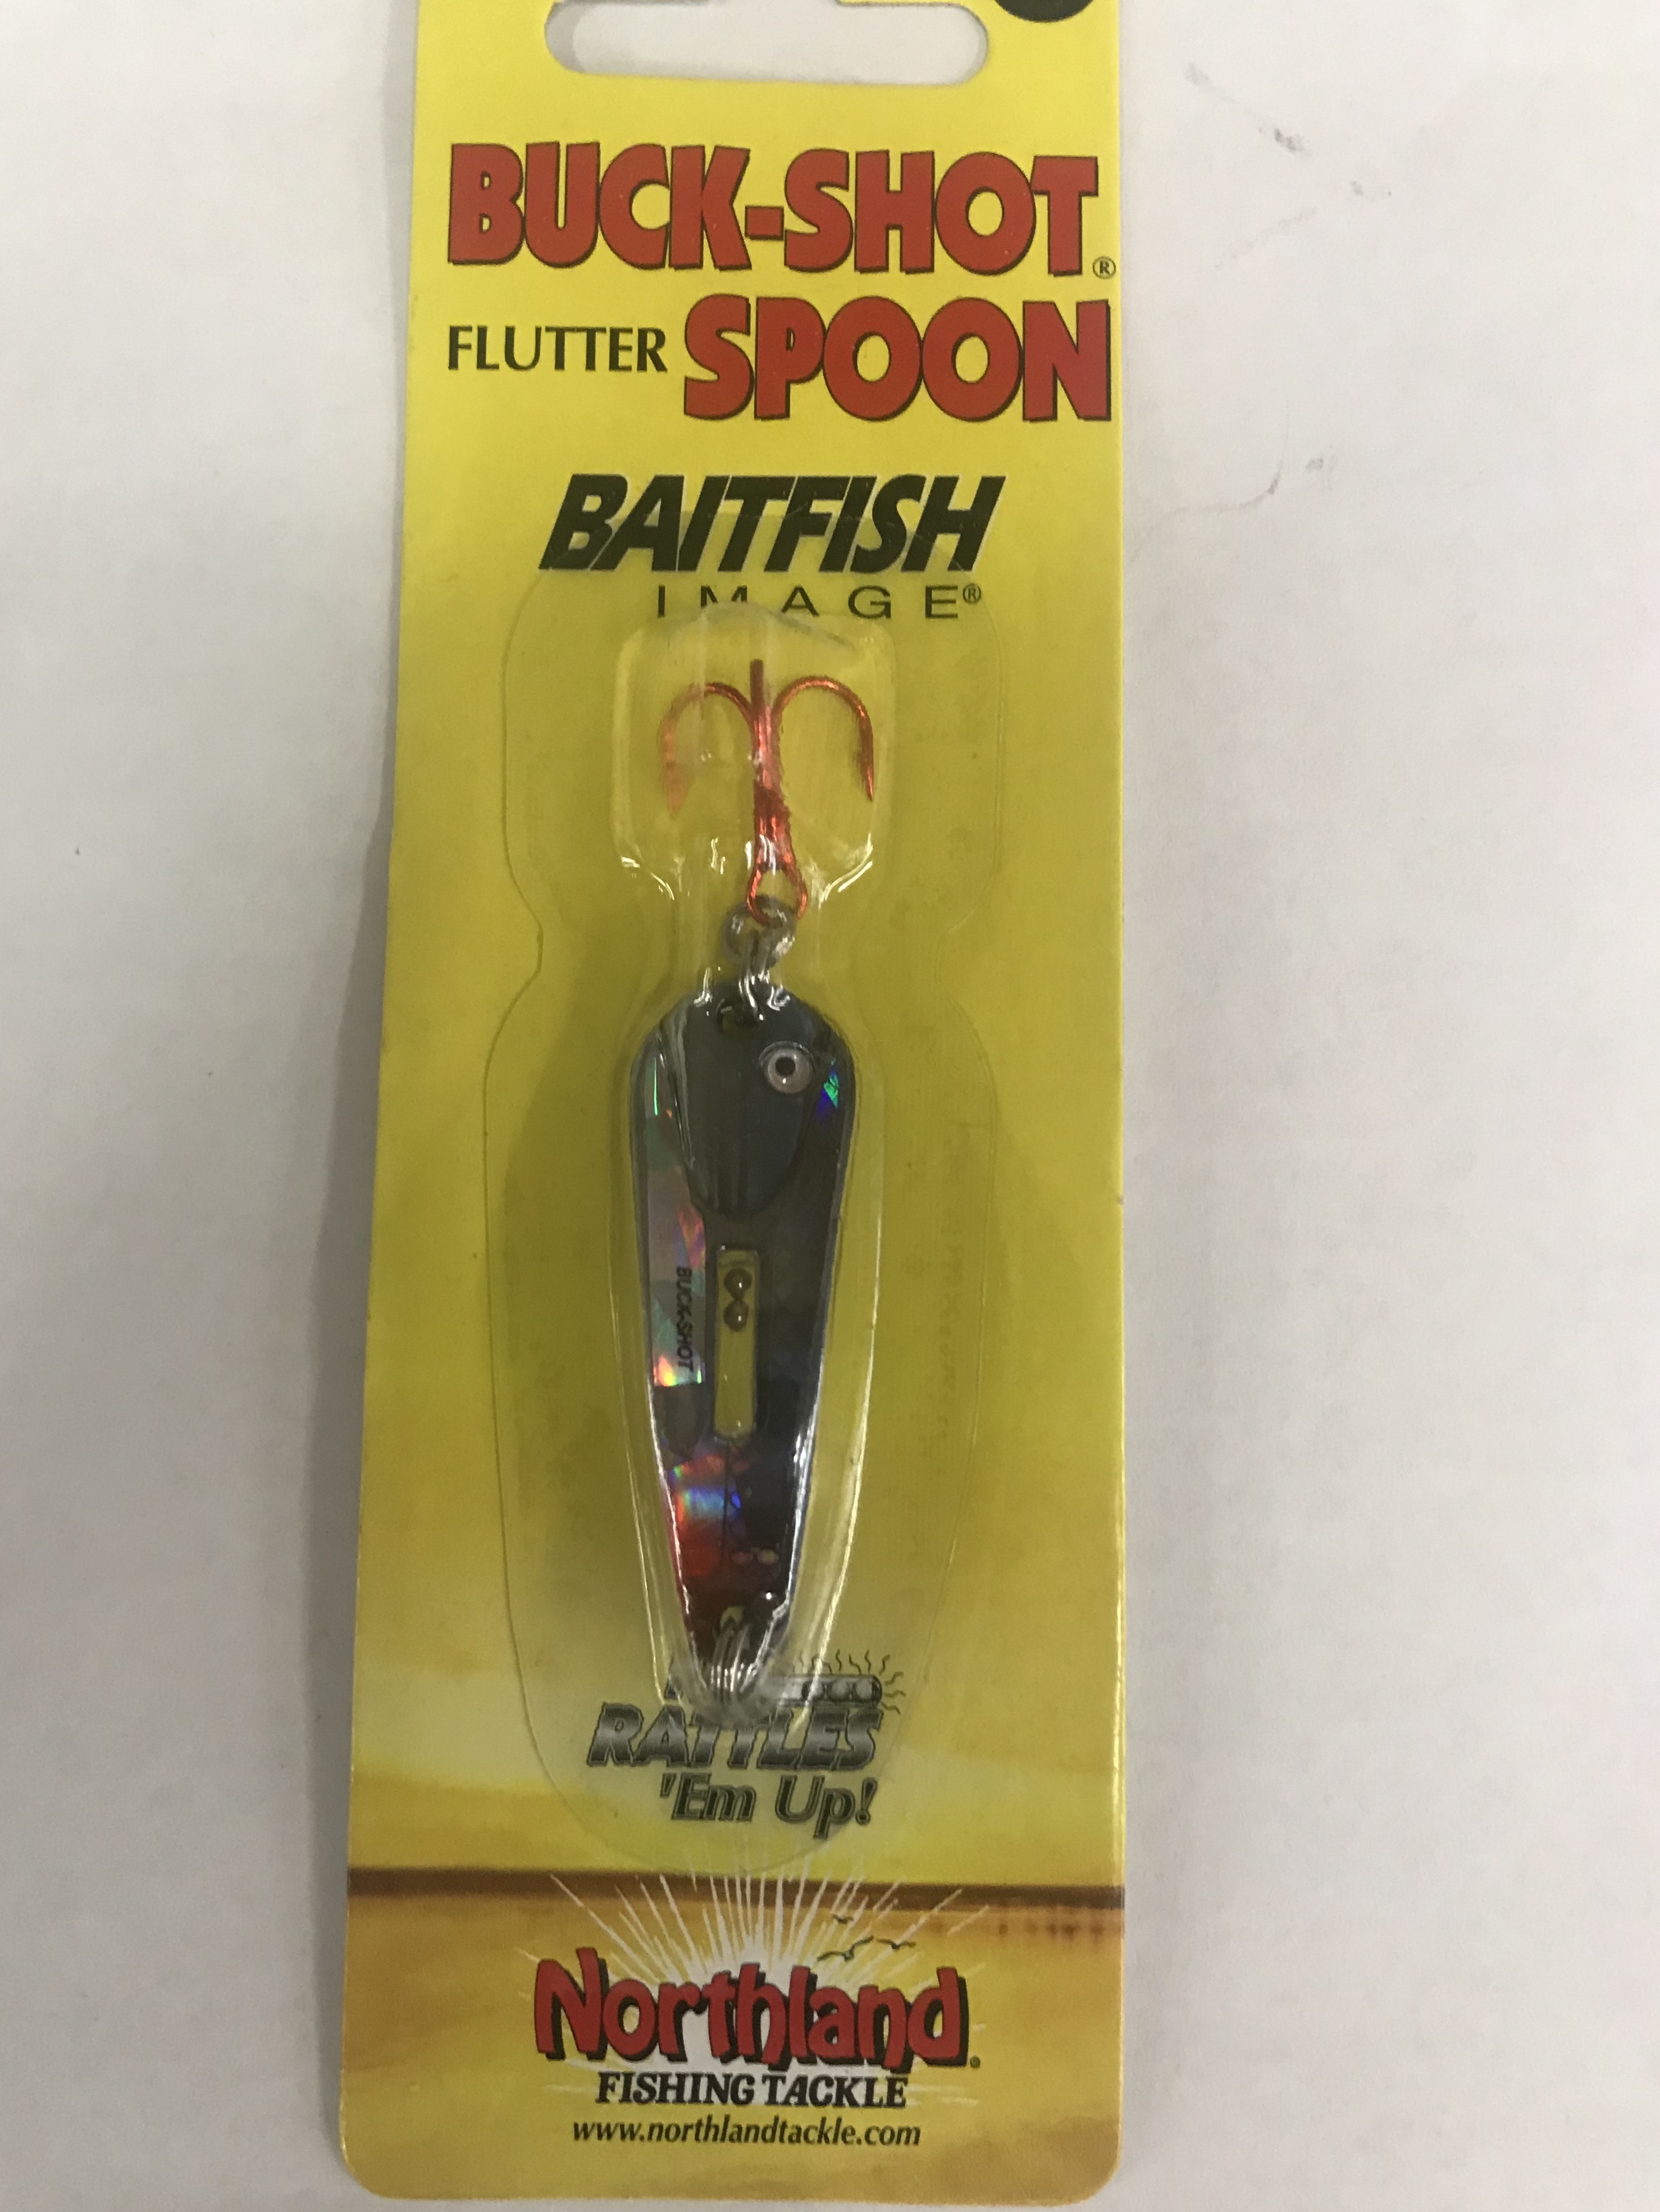 BUCK-SHOT®
FLUTTER SPOON
BAITFISH
IMAGE®
BUCK-SHOT
RATTLES
'Em Up!
Northland®
FISHING TACKLE
www.northlandtackle.com